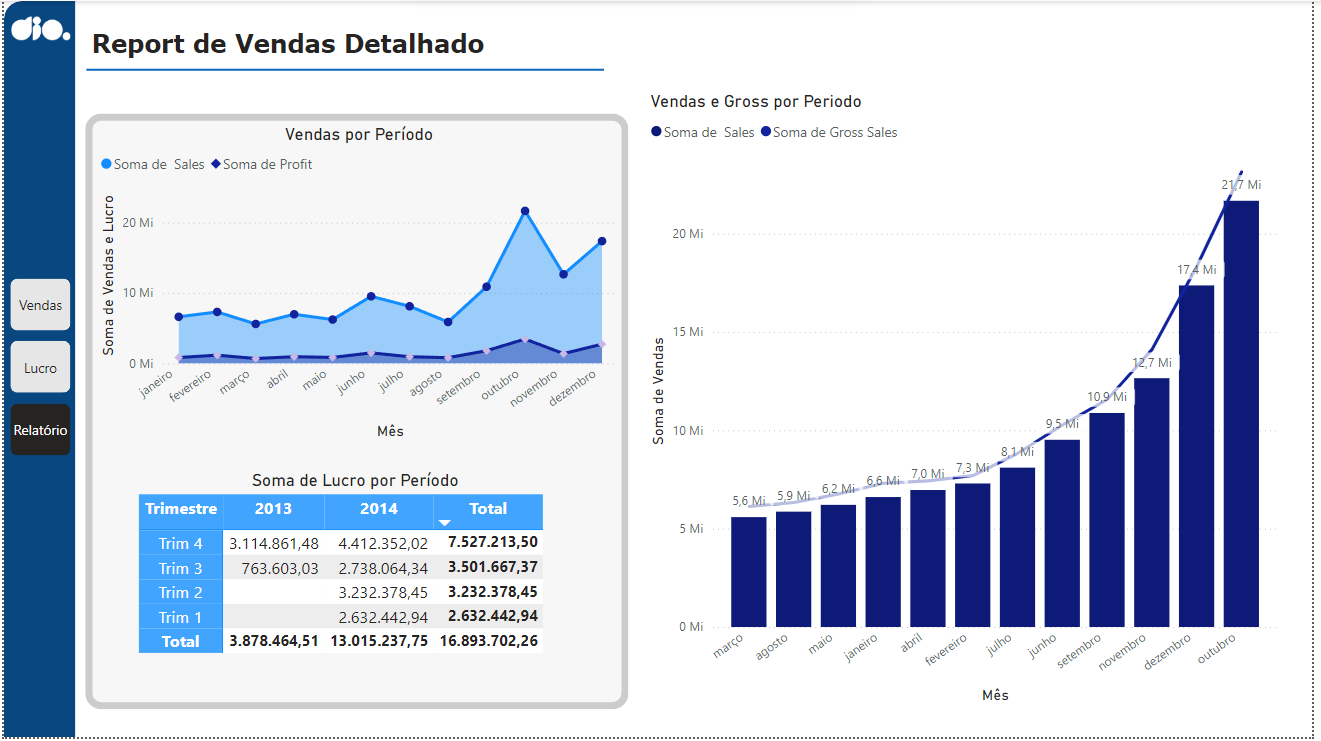 dio.
Report de Vendas Detalhado
Vendas
Lucro
Relatório
Vendas por Período
Soma de Sales Soma de Profit
Soma de Vendas e Lucro
20 Mi
10 Mi
0 Mi
janeiro fevereiro março abril maio junho julho agosto setembro outubro novembro dezembro
Mês
Soma de Lucro por Período
Trimestre 2013 2014 Total
Trim 4 3.114.861,48 4.412.352,02 7.527.213,50
Trim 3 763.603,03 2.738.064,34 3.501.667,37
Trim 2 3.232.378,45 3.232.378,45
Trim 1 2.632.442,94 2.632.442,94
Total 3.878.464,51 13.015.237,75 16.893.702,26
Vendas e Gross por Periodo
Soma de Sales Soma de Gross Sales
Soma de Vendas
20 Mi
15 Mi
10 Mi
5 Mi
0 Mi
5,6 Mi 5,9 Mi 6,2 Mi 6,6 Mi 7,0 Mi 7,3 Mi 8,1 Mi 9,5 Mi 10,9 Mi 12,7 Mi 17,4 Mi 21,7 Mi
março agosto maio janeiro abril fevereiro julho junho setembro novembro dezembro outubro
Mês